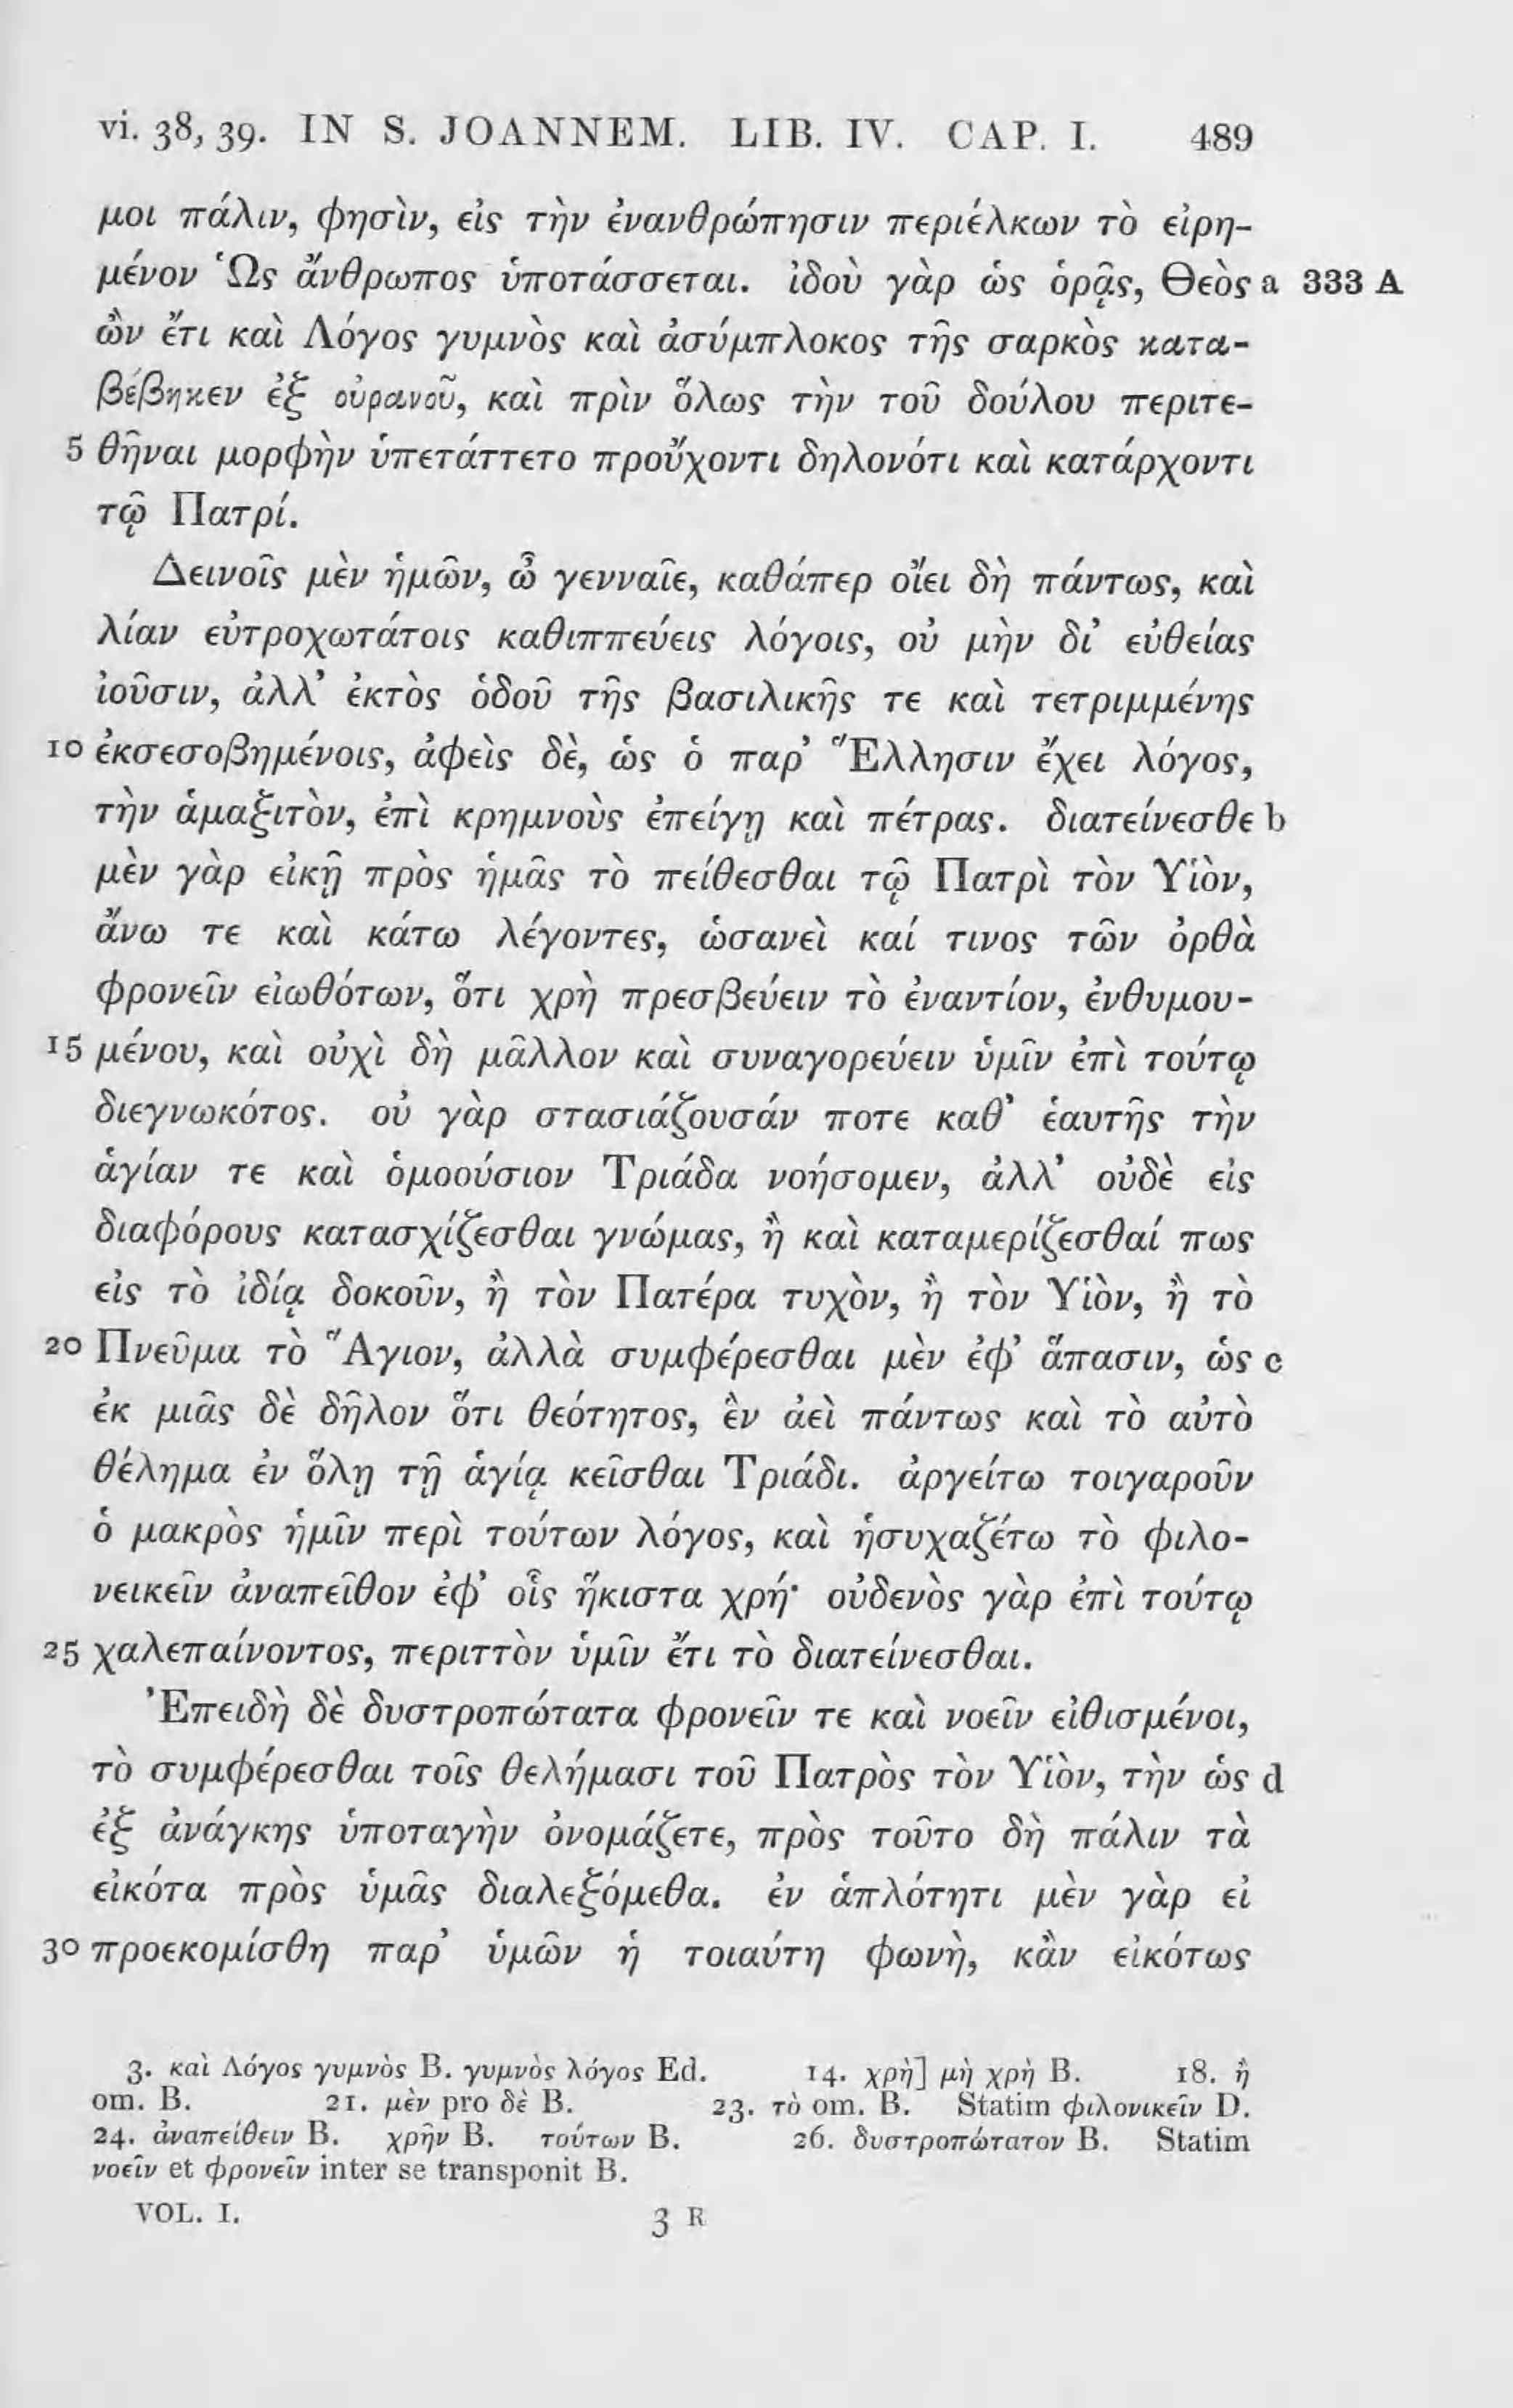 vi. 38, 39. IN S. JOANNEM. LIB. IV. CAP. I. 489
μοι πάλιν, φησὶν, εἰς τὴν ἐνανθρώπησιν περιέλκων τὸ εἰρη-
μένον Ὡς ἄνθρωπος ὑποτάσσεται. ἰδοὺ γὰρ ὡς ὁρᾷς, Θεὸς a 333 A
ὢν ἔτι καὶ Λόγος γυμνὸς καὶ ἀσύμπλοκος τῆς σαρκὸς κατα-
βέβηκεν ἐξ οὐρανοῦ, καὶ πρὶν ὅλως τὴν τοῦ δούλου περιτε-
5 θῆναι μορφὴν ὑπετάττετο προὔχοντι δηλονότι καὶ κατάρχοντι
τῷ Πατρί.
Δεινοῖς μὲν ἡμῶν, ὦ γενναῖε, καθάπερ οἴει δὴ πάντως, καὶ
λίαν εὐτροχωτάτοις καθιππεύεις λόγοις, οὐ μὴν δι’ εὐθείας
ἰοῦσιν, ἀλλ’ ἐκτὸς ὁδοῦ τῆς βασιλικῆς τε καὶ τετριμμένης
10 ἐκσεσοβημένοις, ἀφεὶς δὲ, ὡς ὁ παρ’ Ἕλλησιν ἔχει λόγος,
τὴν ἁμαξιτὸν, ἐπὶ κρημνοὺς ἐπείγῃ καὶ πέτρας. διατείνεσθε b
μὲν γὰρ εἰκῆ πρὸς ἡμᾶς τὸ πείθεσθαι τῷ Πατρὶ τὸν Υἱὸν,
ἄνω τε καὶ κάτω λέγοντες, ὡσανεὶ καί τινος τῶν ὀρθὰ
φρονεῖν εἰωθότων, ὅτι χρὴ πρεσβεύειν τὸ ἐναντίον, ἐνθυμου-
15 μένου, καὶ οὐχὶ δὴ μᾶλλον καὶ συναγορεύειν ὑμῖν ἐπὶ τούτῳ
διεγνωκότος. οὐ γὰρ στασιάζουσάν ποτε καθ’ ἑαυτῆς τὴν
ἁγίαν τε καὶ ὁμοούσιον Τριάδα νοήσομεν, ἀλλ’ οὐδὲ εἰς
διαφόρους κατασχίζεσθαι γνώμας, ἢ καὶ καταμερίζεσθαί πως
εἰς τὸ ἰδίᾳ δοκοῦν, ἢ τὸν Πατέρα τυχὸν, ἢ τὸν Υἱὸν, ἢ τὸ
20 Πνεῦμα τὸ Ἅγιον, ἀλλὰ συμφέρεσθαι μὲν ἐφ’ ἅπασιν, ὡς c
ἐκ μιᾶς δὲ δῆλον ὅτι θεότητος, ἓν ἀεὶ πάντως καὶ τὸ αὐτὸ
θέλημα ἐν ὅλῃ τῇ ἁγίᾳ κεῖσθαι Τριάδι. ἀργείτω τοιγαροῦν
ὁ μακρὸς ἡμῖν περὶ τούτων λόγος, καὶ ἡσυχαζέτω τὸ φιλο-
νεικεῖν ἀναπεῖθον ἐφ’ οἷς ἥκιστα χρή· οὐδενὸς γὰρ ἐπὶ τούτῳ
25 χαλεπαίνοντος, περιττὸν ὑμῖν ἔτι τὸ διατείνεσθαι.
Ἐπειδὴ δὲ δυστροπώτατα φρονεῖν τε καὶ νοεῖν εἰθισμένοι,
τὸ συμφέρεσθαι τοῖς θελήμασι τοῦ Πατρὸς τὸν Υἱὸν, τὴν ὡς d
ἐξ ἀνάγκης ὑποταγὴν ὀνομάζετε, πρὸς τοῦτο δὴ πάλιν τὰ
εἰκότα πρὸς ὑμᾶς διαλεξόμεθα. ἐν ἁπλότητι μὲν γὰρ εἰ
30 προεκομίσθη παρ’ ὑμῶν ἡ τοιαύτη φωνὴ, κἂν εἰκότως
3. καὶ Λόγος γυμνὸς B. γυμνὸς λόγος Ed. 14. χρὴ] μὴ χρὴ B. 18. ἢ
om. B. 21. μὲν pro δὲ B. 23. τὸ om. B. Statim φιλονικεῖν D.
24. ἀναπείθειν B. χρῆν B. τούτων B. 26. δυστροπώτατον B. Statim
νοεῖν et φρονεῖν inter se transponit B.
VOL. I. 3 R